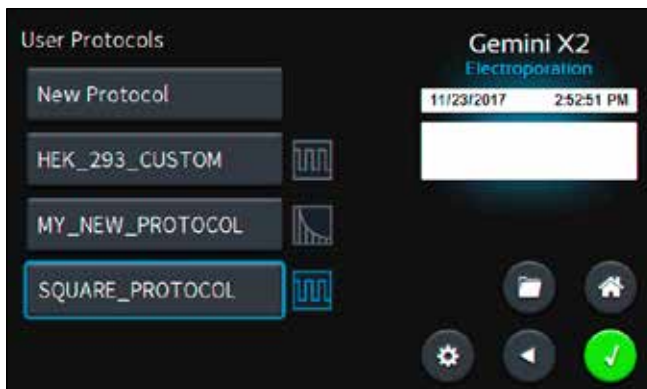 User Protocols
New Protocol
HEK_293_CUSTOM
MY_NEW_PROTOCOL
SQUARE_PROTOCOL
Gemini X2
Electroporation
11/23/2017 2:52:51 PM